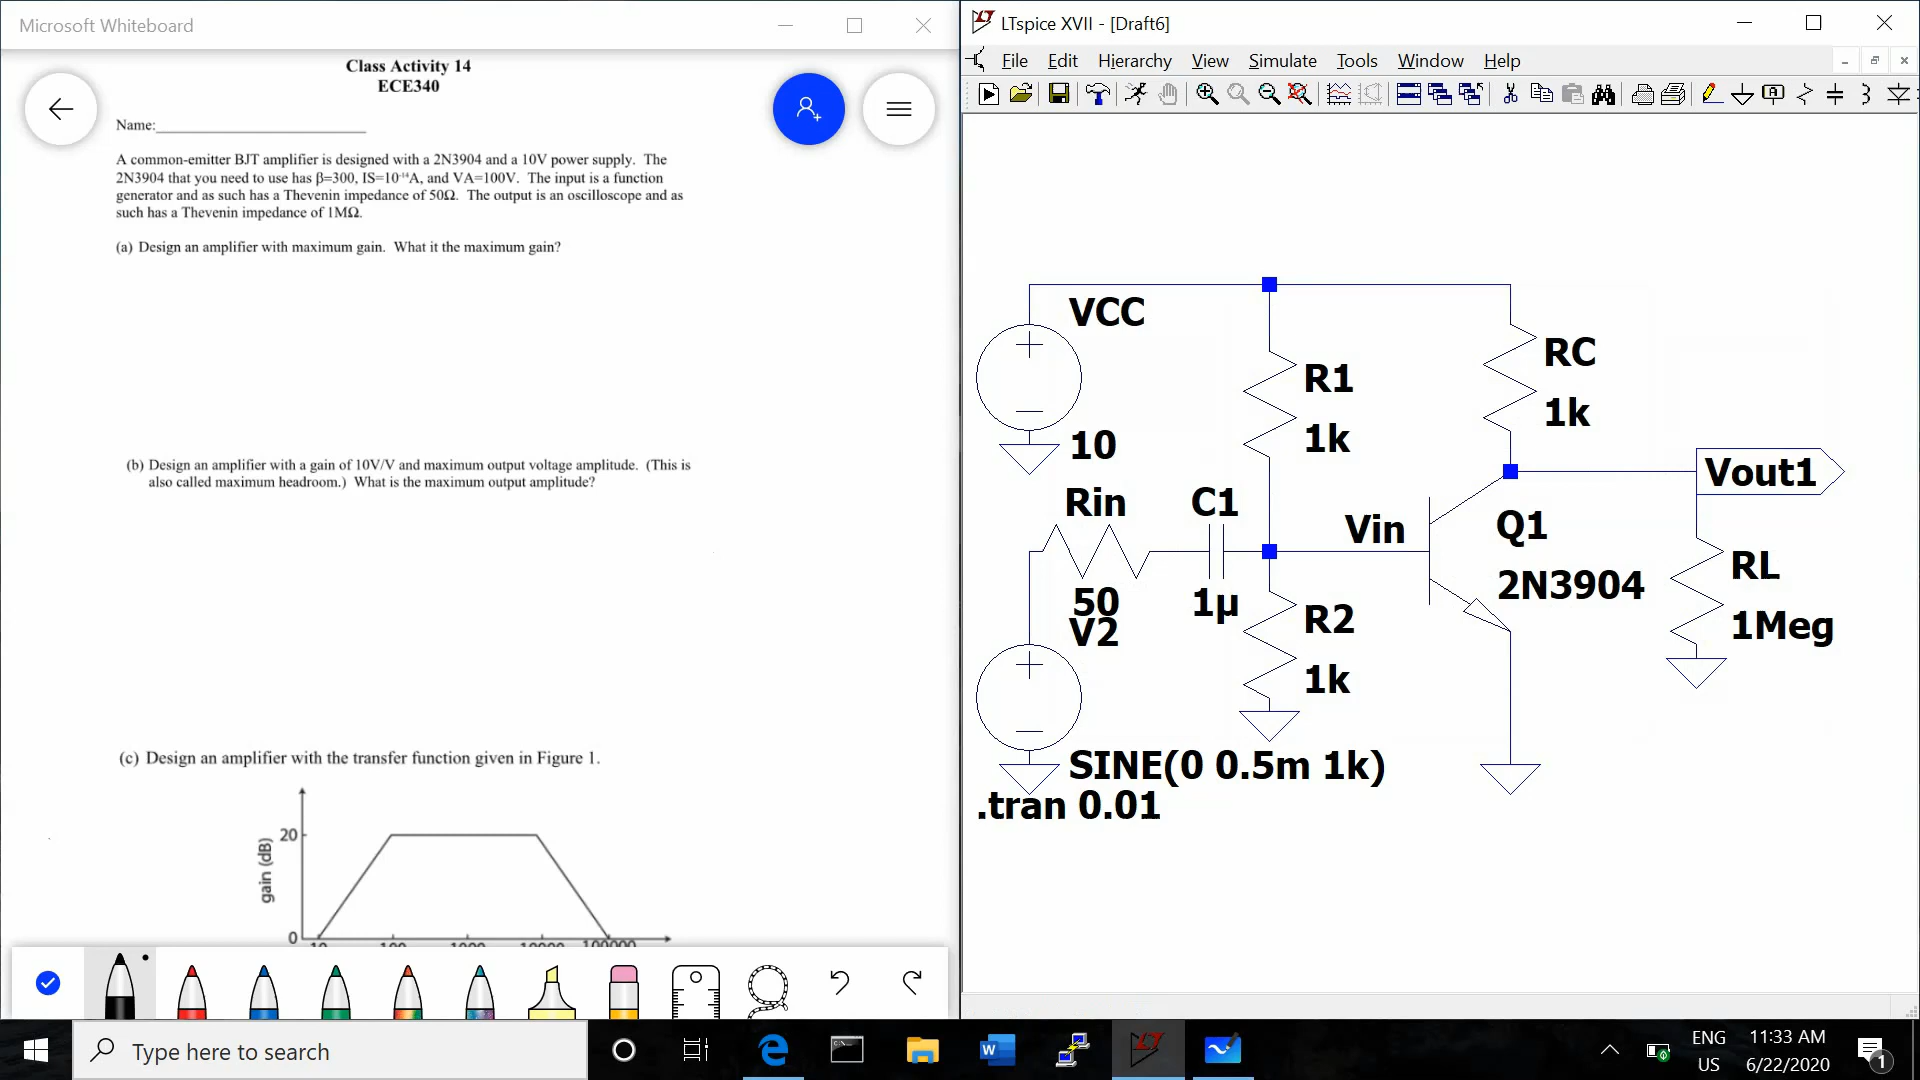 Microsoft Whiteboard
Class Activity 14
ECE340
Name:
A common-emitter BJT amplifier is designed with a 2N3904 and a 10V power supply. The
2N3904 that you need to use has β=300, IS=10⁻¹⁴A, and VA=100V. The input is a function
generator and as such has a Thevenin impedance of 50Ω. The output is an oscilloscope and as
such has a Thevenin impedance of 1MΩ.
(a) Design an amplifier with maximum gain. What it the maximum gain?
(b) Design an amplifier with a gain of 10V/V and maximum output voltage amplitude. (This is
also called maximum headroom.) What is the maximum output amplitude?
(c) Design an amplifier with the transfer function given in Figure 1.
gain (dB)
20
0
10 100 1000 10000 100000
LTspice XVII - [Draft6]
File Edit Hierarchy View Simulate Tools Window Help
VCC
10
R1
1k
RC
1k
Vout1
Rin
50
C1
1µ
Vin
Q1
2N3904
RL
1Meg
V2
R2
1k
SINE(0 0.5m 1k)
.tran 0.01
Type here to search
ENG
US
11:33 AM
6/22/2020
1